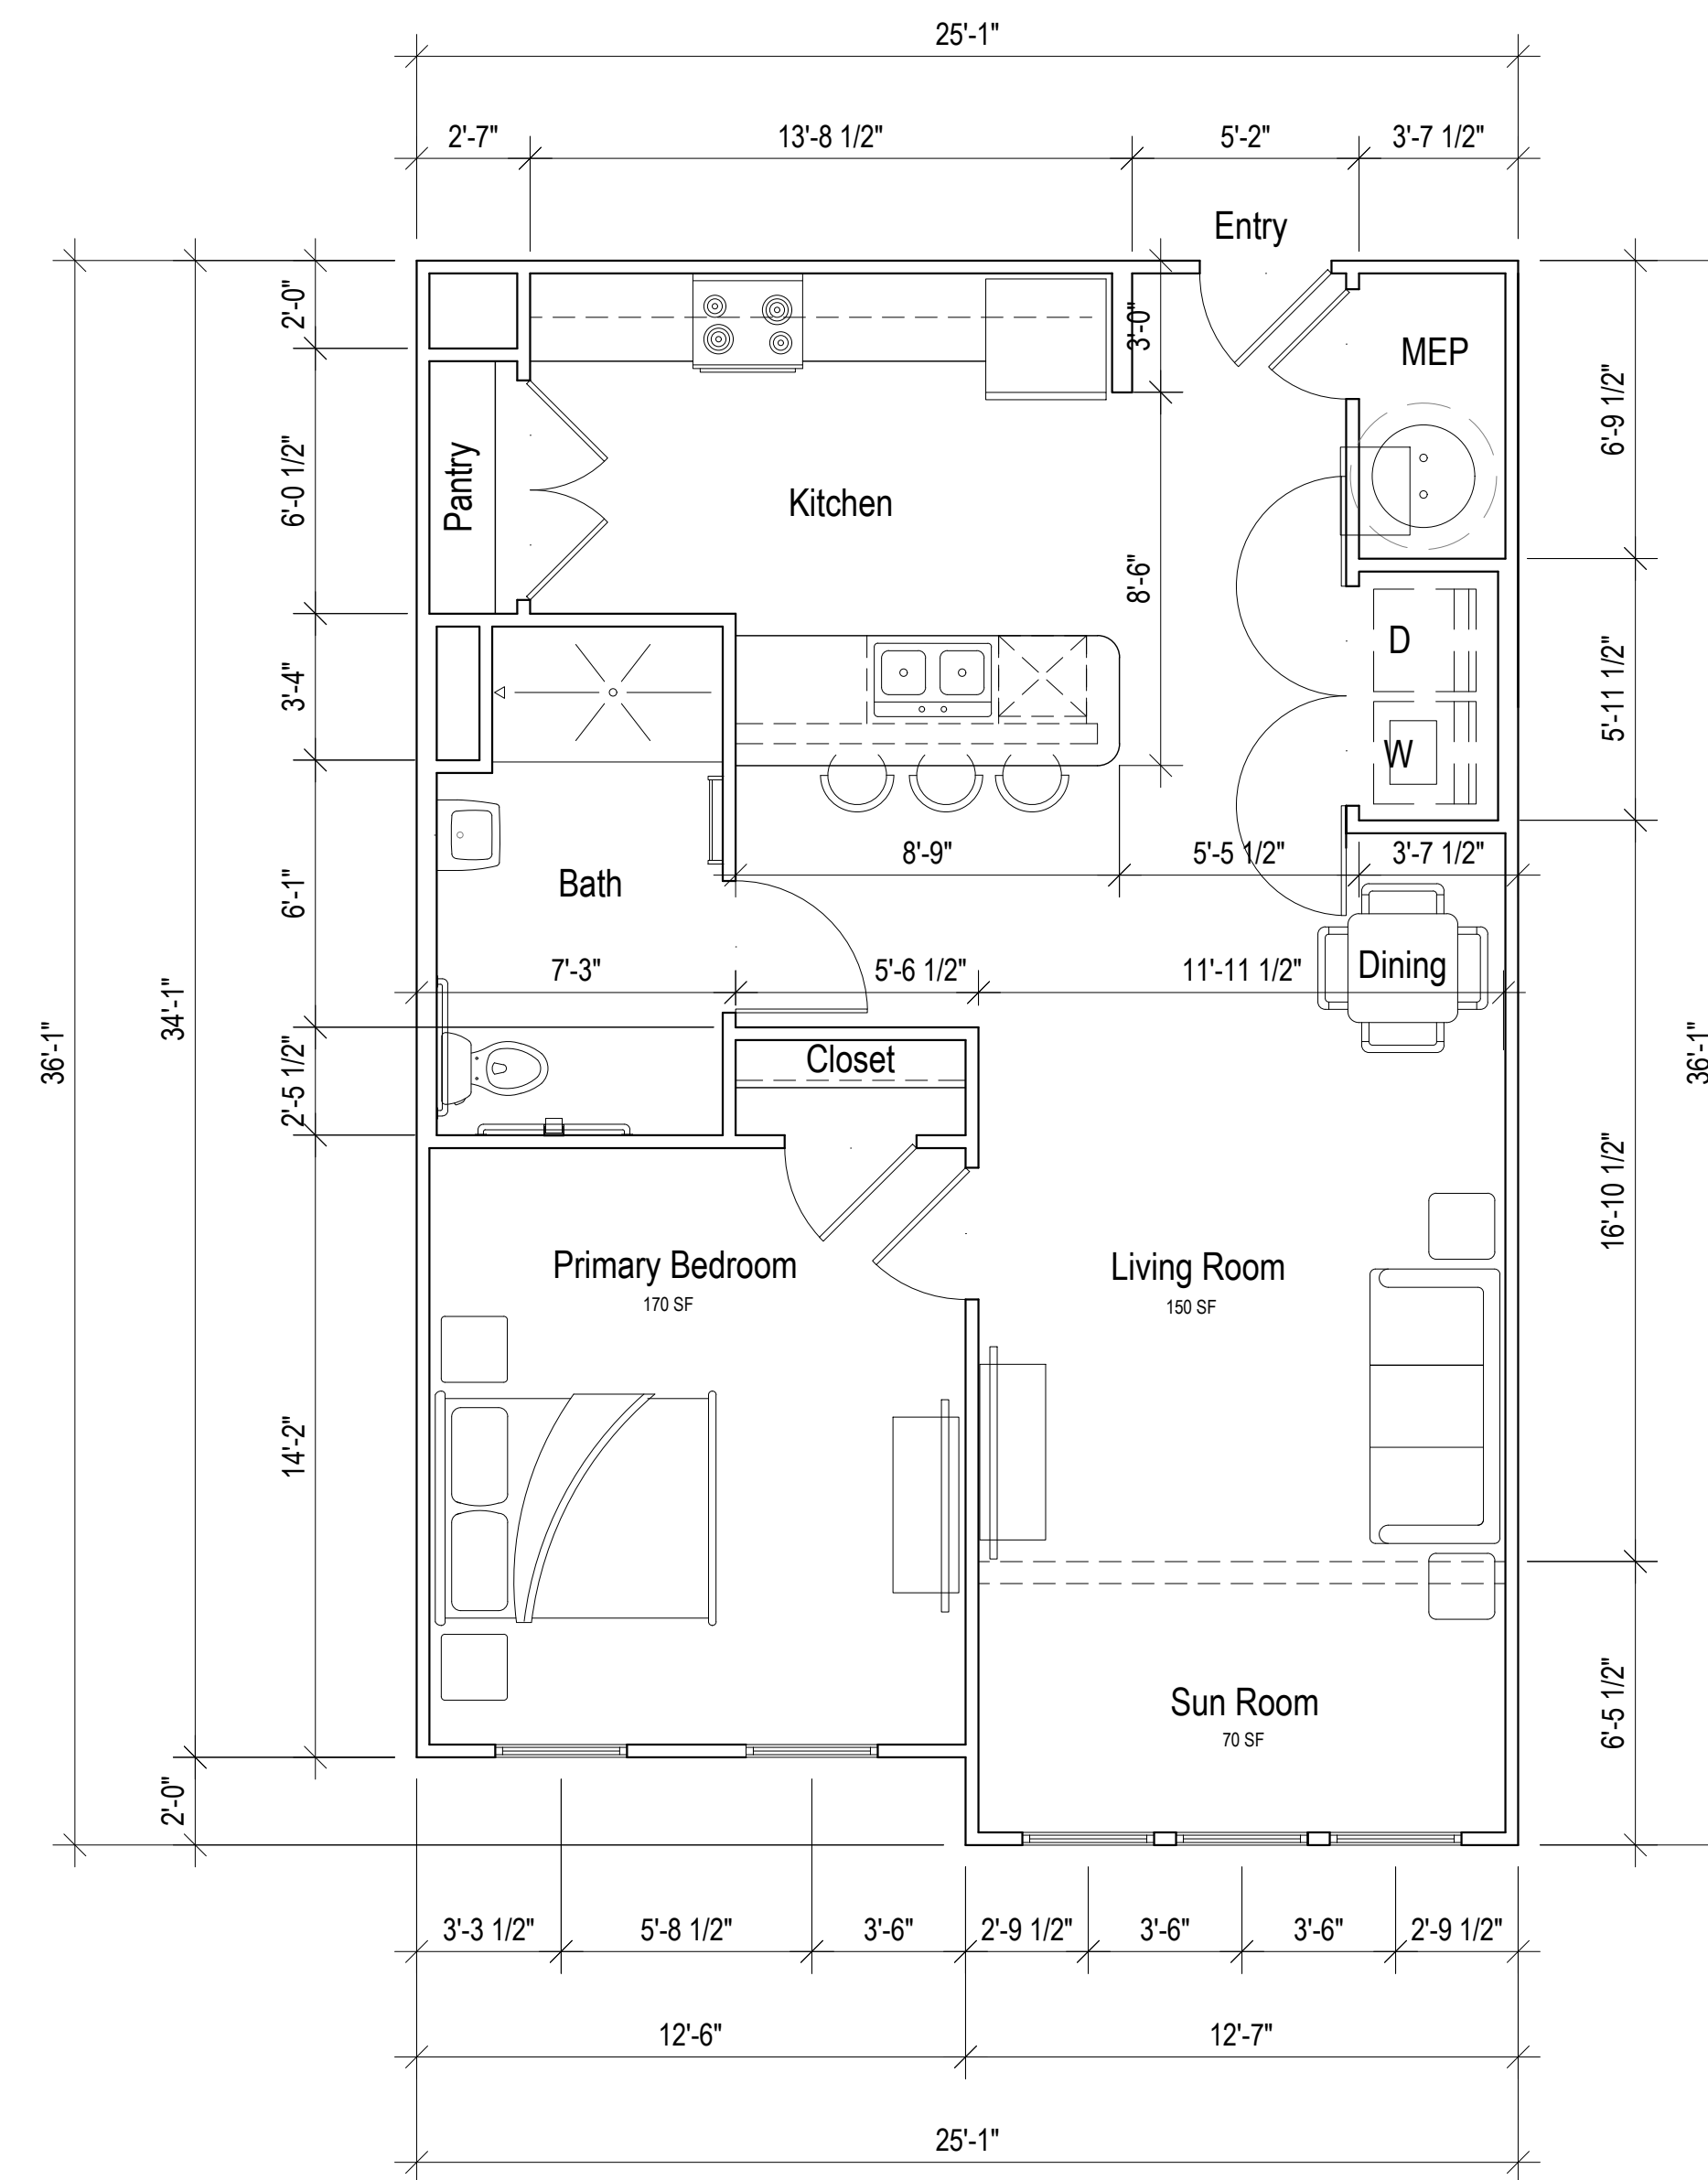 25'-1"
2'-7"
13'-8 1/2"
5'-2"
3'-7 1/2"
Entry
2'-0"
3'-0"
MEP
6'-9 1/2"
6'-0 1/2"
Pantry
Kitchen
8'-6"
3'-4"
D
5'-11 1/2"
W
8'-9"
5'-5 1/2"
3'-7 1/2"
6'-1"
Bath
7'-3"
5'-6 1/2"
11'-11 1/2"
Dining
36'-1"
34'-1"
2'-5 1/2"
Closet
36'-1"
16'-10 1/2"
Primary Bedroom
170 SF
Living Room
150 SF
14'-2"
Sun Room
70 SF
6'-5 1/2"
2'-0"
3'-3 1/2"
5'-8 1/2"
3'-6"
2'-9 1/2"
3'-6"
3'-6"
2'-9 1/2"
12'-6"
12'-7"
25'-1"